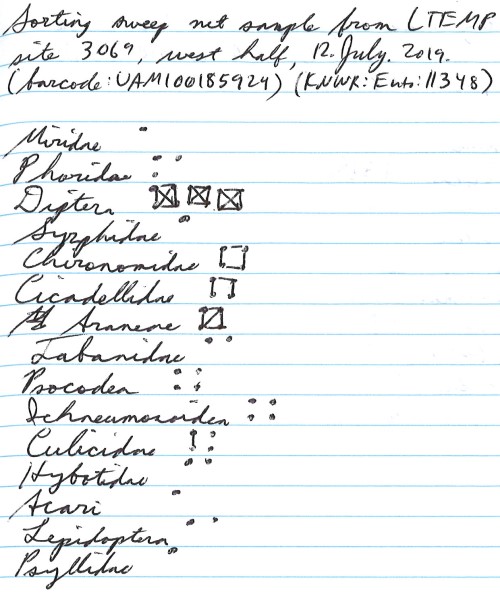 Sorting sweep net sample from LTEMP
site 3069, west half, 12.July.2019.
(barcode: UAM100185924) (KNWR:Ento:11348)
Miridae
Phoridae
Diptera
Syrphidae
Chironomidae
Cicadellidae
Araneae
Tabanidae
Psocodea
Ichneumonoidea
Culicidae
Hybotidae
Acari
Lepidoptera
Psyllidae